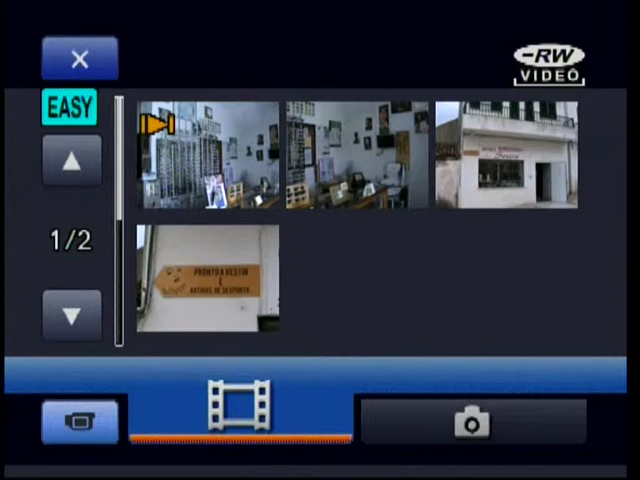 -RW
VIDEO
EASY
1/2
PRONTO A VESTIR
E
ARTIGOS DE DESPORTO